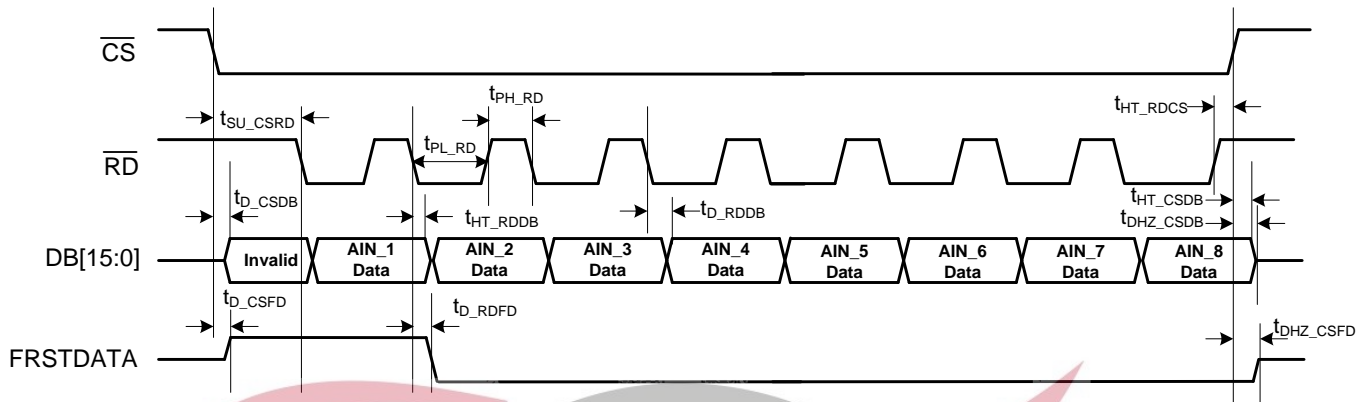 CS
tPH_RD
tHT_RDCS
tSU_CSRD
tPL_RD
RD
tD_CSDB
tHT_RDDB
tD_RDDB
tHT_CSDB
tDHZ_CSDB
DB[15:0]
Invalid
AIN_1
Data
AIN_2
Data
AIN_3
Data
AIN_4
Data
AIN_5
Data
AIN_6
Data
AIN_7
Data
AIN_8
Data
tD_CSFD
tD_RDFD
tDHZ_CSFD
FRSTDATA